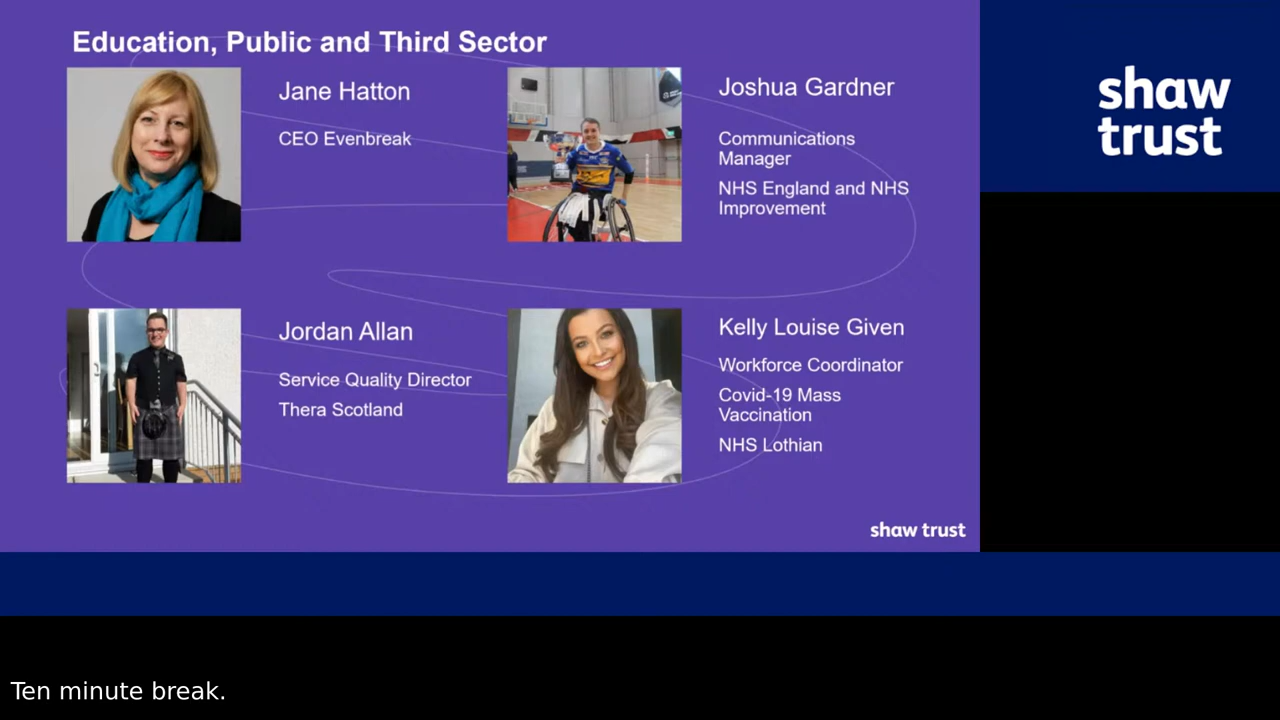 Education, Public and Third Sector
Jane Hatton
CEO Evenbreak
Joshua Gardner
Communications
Manager
NHS England and NHS
Improvement
Jordan Allan
Service Quality Director
Thera Scotland
Kelly Louise Given
Workforce Coordinator
Covid-19 Mass
Vaccination
NHS Lothian
shaw trust
shaw
trust
Ten minute break.